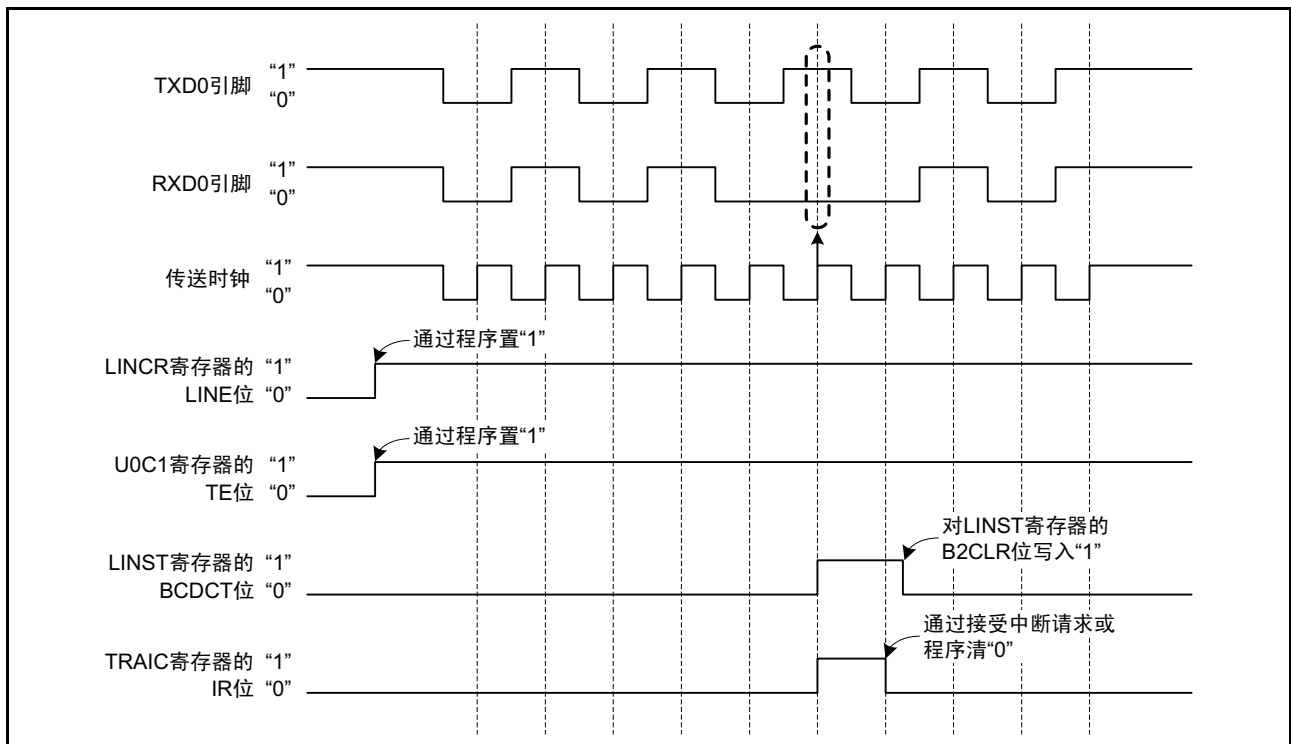 TXD0引脚 “1”
“0”
RXD0引脚 “1”
“0”
传送时钟 “1”
“0”
通过程序置“1”
LINCR寄存器的 “1”
LINE位 “0”
通过程序置“1”
U0C1寄存器的 “1”
TE位 “0”
对LINST寄存器的
B2CLR位写入“1”
LINST寄存器的 “1”
BCDCT位 “0”
通过接受中断请求或
程序清“0”
TRAIC寄存器的 “1”
IR位 “0”